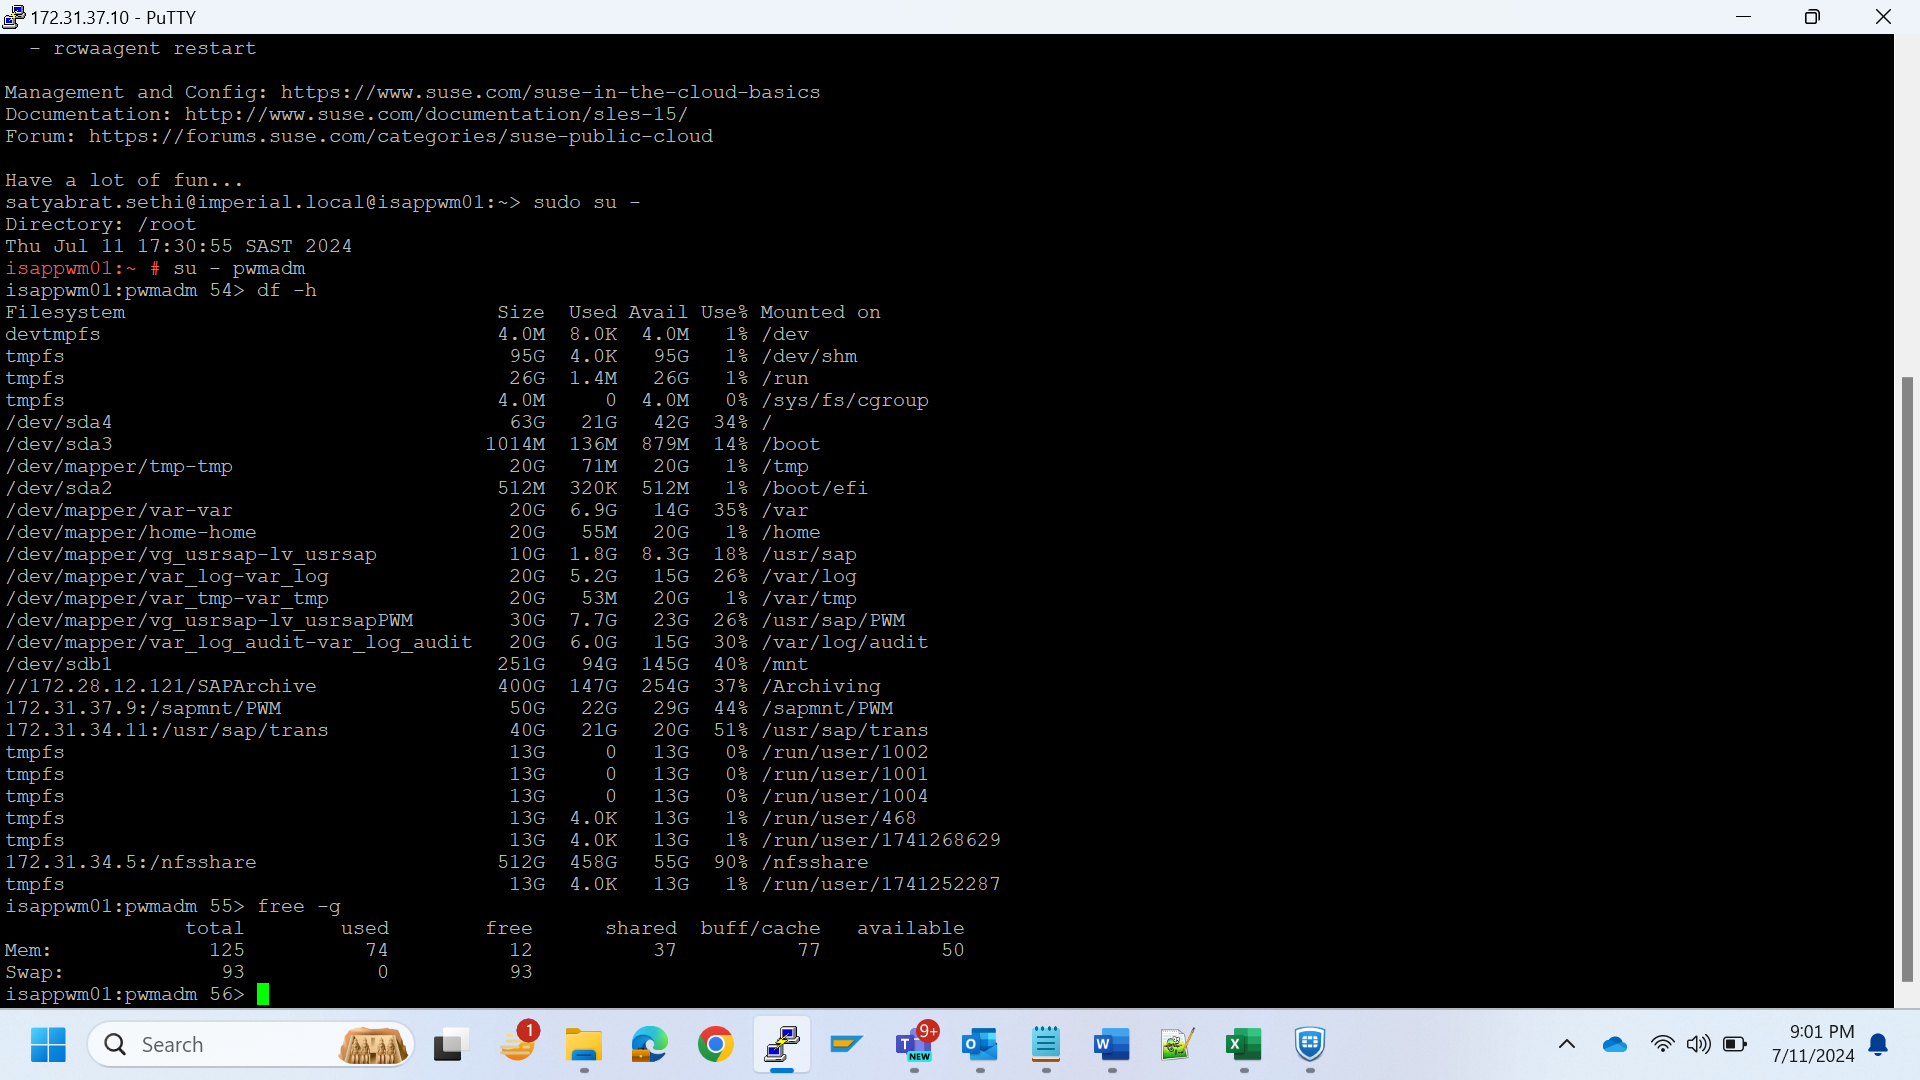 172.31.37.10 - PuTTY
- rcwaagent restart
Management and Config: https://www.suse.com/suse-in-the-cloud-basics
Documentation: http://www.suse.com/documentation/sles-15/
Forum: https://forums.suse.com/categories/suse-public-cloud
Have a lot of fun...
satyabrat.sethi@imperial.local@isappwm01:~> sudo su -
Directory: /root
Thu Jul 11 17:30:55 SAST 2024
isappwm01:~ # su - pwmadm
isappwm01:pwmadm 54> df -h
Filesystem Size Used Avail Use% Mounted on
devtmpfs 4.0M 8.0K 4.0M 1% /dev
tmpfs 95G 4.0K 95G 1% /dev/shm
tmpfs 26G 1.4M 26G 1% /run
tmpfs 4.0M 0 4.0M 0% /sys/fs/cgroup
/dev/sda4 63G 21G 42G 34% /
/dev/sda3 1014M 136M 879M 14% /boot
/dev/mapper/tmp-tmp 20G 71M 20G 1% /tmp
/dev/sda2 512M 320K 512M 1% /boot/efi
/dev/mapper/var-var 20G 6.9G 14G 35% /var
/dev/mapper/home-home 20G 55M 20G 1% /home
/dev/mapper/vg_usrsap-lv_usrsap 10G 1.8G 8.3G 18% /usr/sap
/dev/mapper/var_log-var_log 20G 5.2G 15G 26% /var/log
/dev/mapper/var_tmp-var_tmp 20G 53M 20G 1% /var/tmp
/dev/mapper/vg_usrsap-lv_usrsapPWM 30G 7.7G 23G 26% /usr/sap/PWM
/dev/mapper/var_log_audit-var_log_audit 20G 6.0G 15G 30% /var/log/audit
/dev/sdb1 251G 94G 145G 40% /mnt
//172.28.12.121/SAPArchive 400G 147G 254G 37% /Archiving
172.31.37.9:/sapmnt/PWM 50G 22G 29G 44% /sapmnt/PWM
172.31.34.11:/usr/sap/trans 40G 21G 20G 51% /usr/sap/trans
tmpfs 13G 0 13G 0% /run/user/1002
tmpfs 13G 0 13G 0% /run/user/1001
tmpfs 13G 0 13G 0% /run/user/1004
tmpfs 13G 4.0K 13G 1% /run/user/468
tmpfs 13G 4.0K 13G 1% /run/user/1741268629
172.31.34.5:/nfsshare 512G 458G 55G 90% /nfsshare
tmpfs 13G 4.0K 13G 1% /run/user/1741252287
isappwm01:pwmadm 55> free -g
total used free shared buff/cache available
Mem: 125 74 12 37 77 50
Swap: 93 0 93
isappwm01:pwmadm 56>
Search
1
T
9+
NEW
O
W
X
9:01 PM
7/11/2024